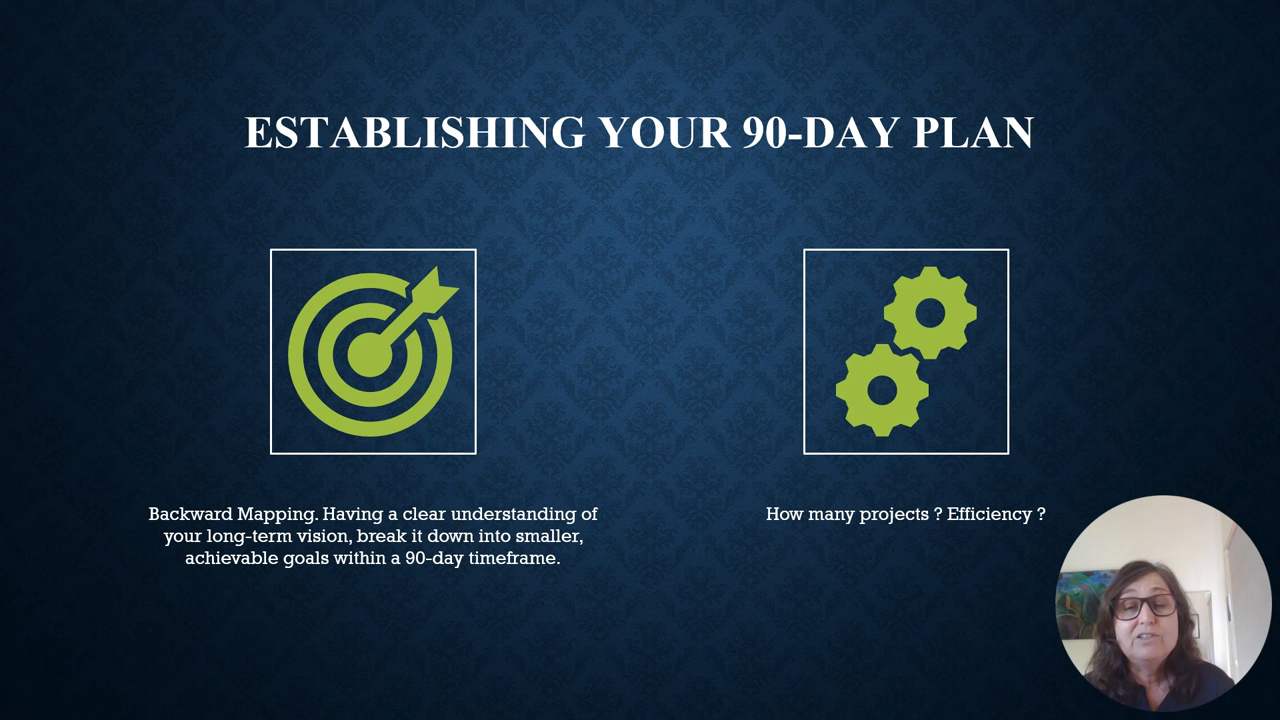 ESTABLISHING YOUR 90-DAY PLAN
Backward Mapping. Having a clear understanding of
your long-term vision, break it down into smaller,
achievable goals within a 90-day timeframe.
How many projects ? Efficiency ?